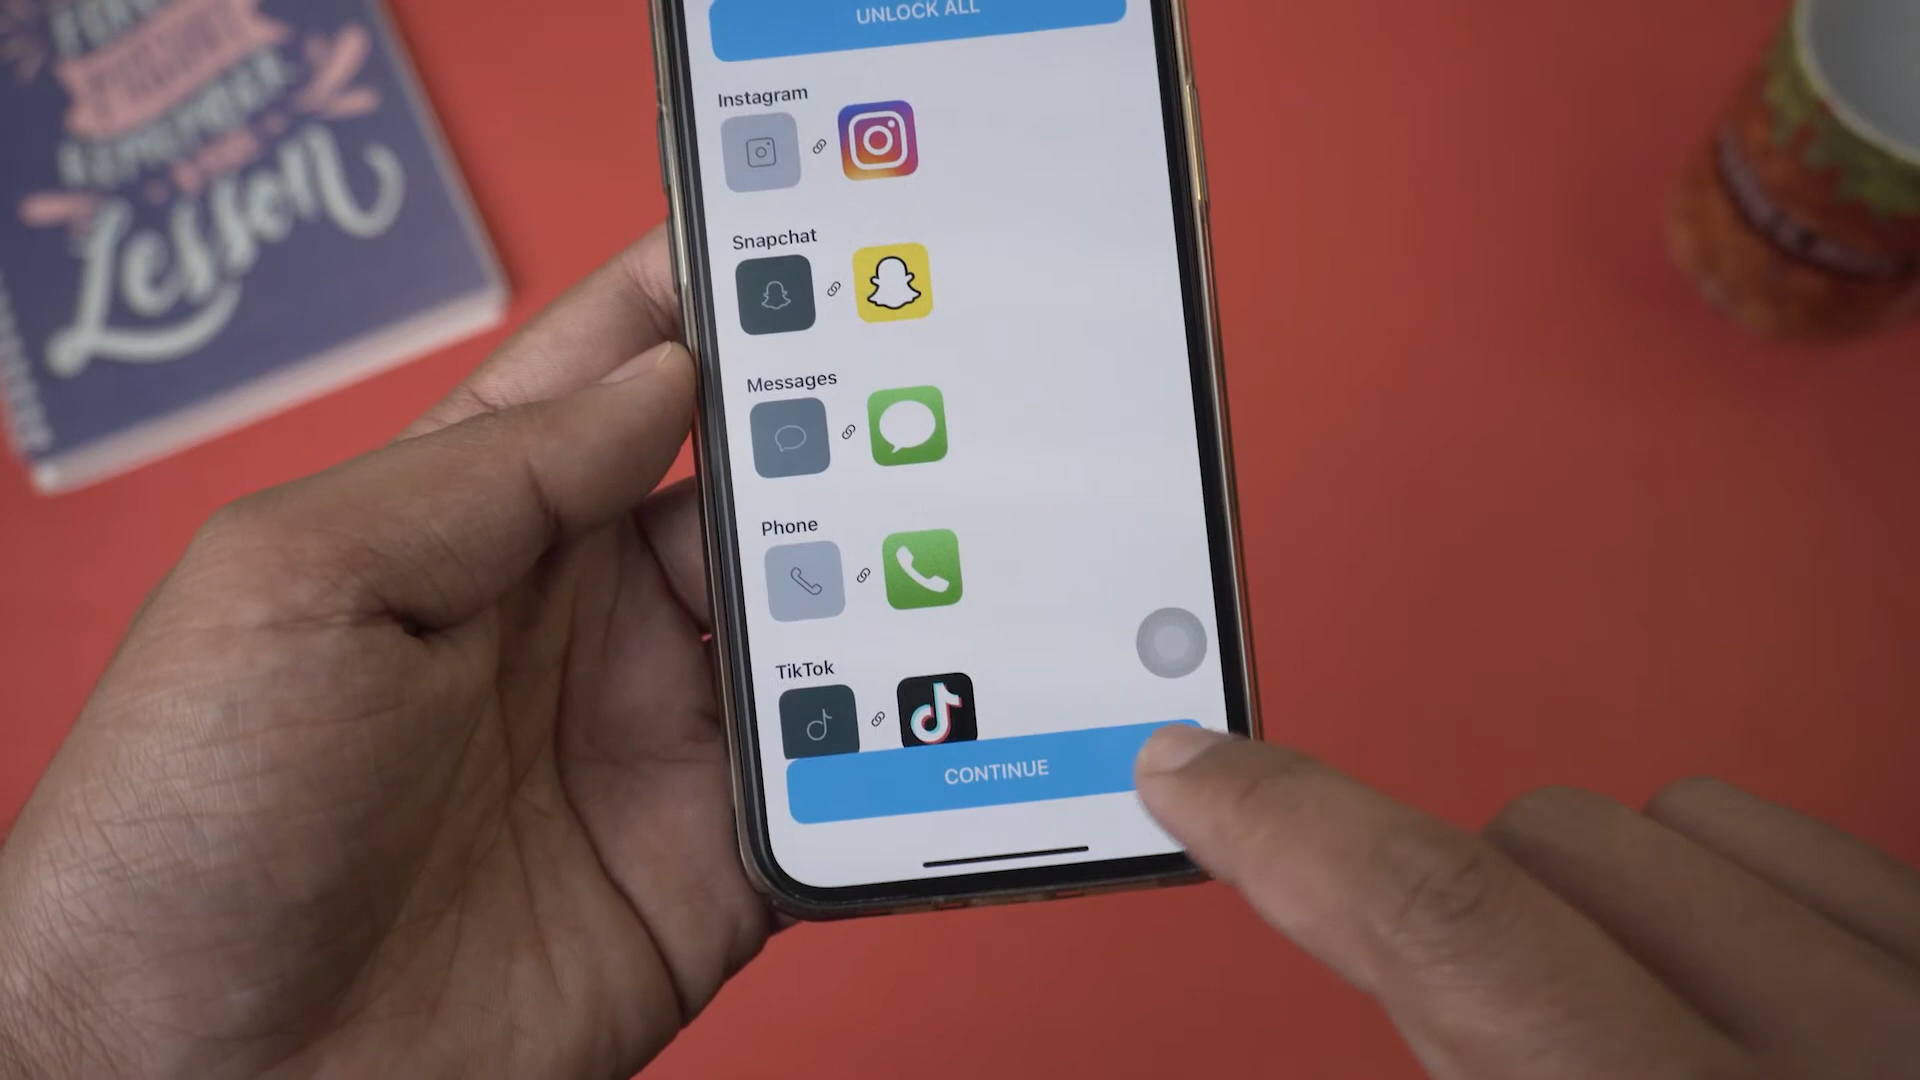 UNLOCK ALL
Instagram
Snapchat
Messages
Phone
TikTok
CONTINUE
Lesson